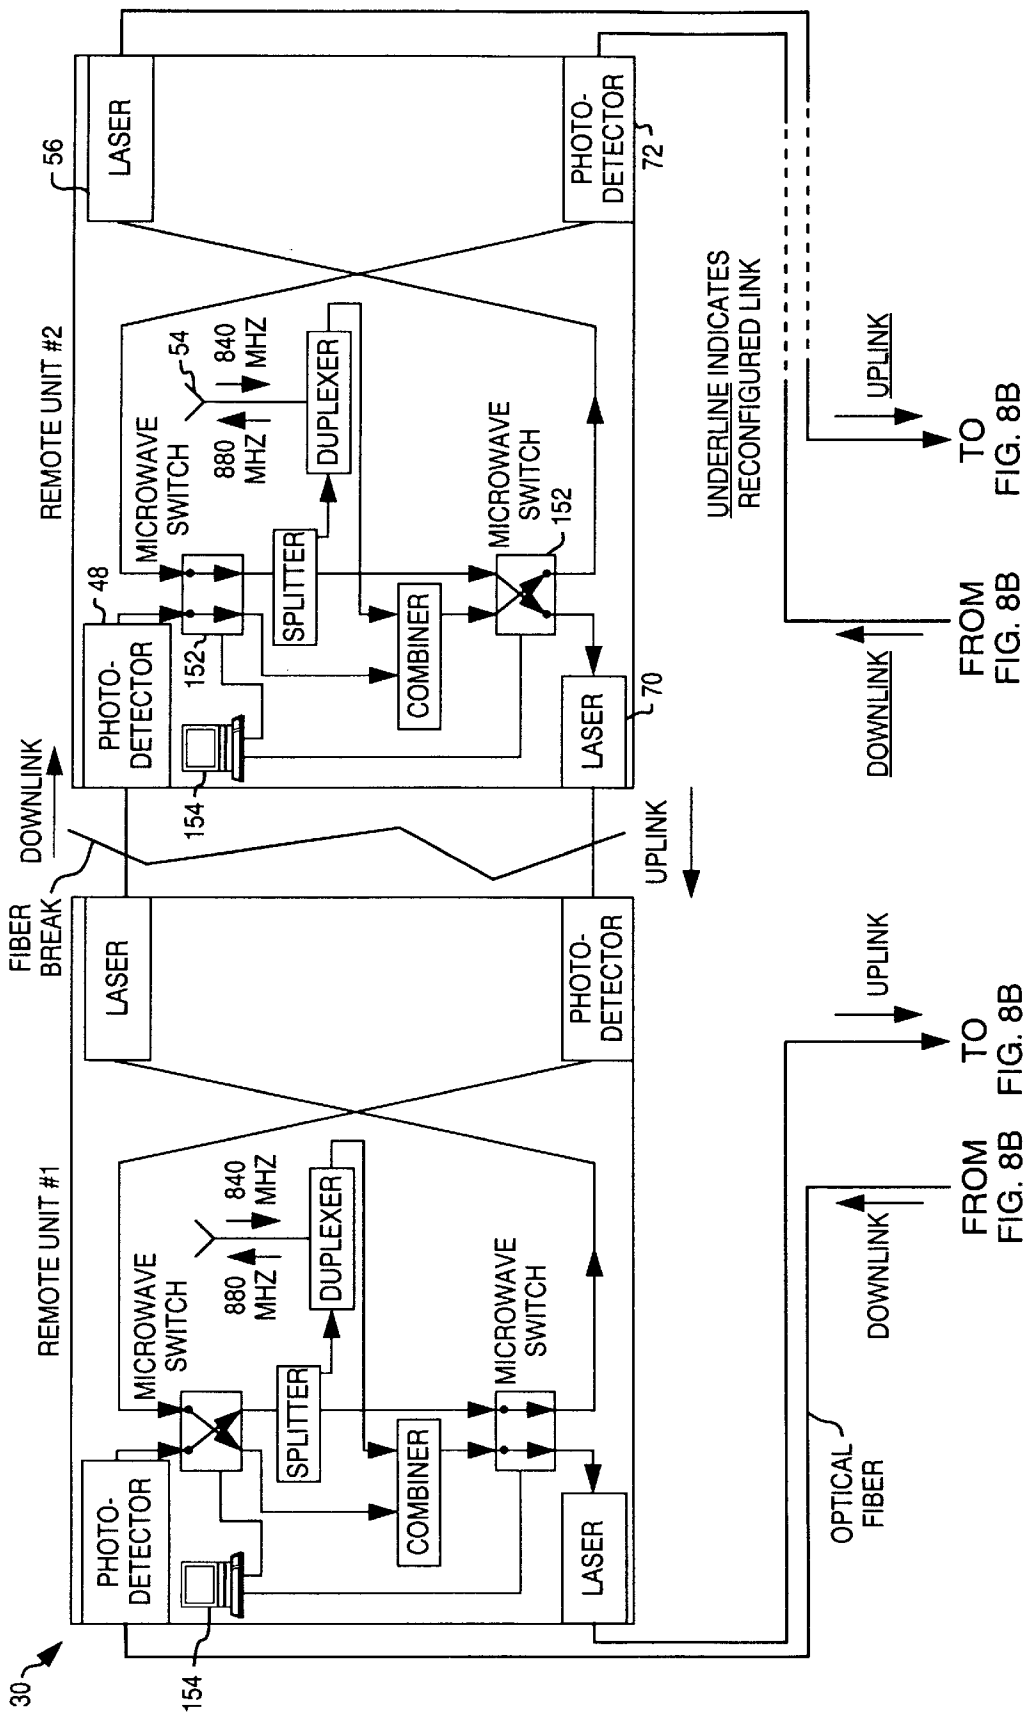 30
REMOTE UNIT #1
PHOTO-
DETECTOR
154
MICROWAVE
SWITCH
880
MHZ
840
MHZ
SPLITTER
DUPLEXER
COMBINER
MICROWAVE
SWITCH
LASER
LASER
PHOTO-
DETECTOR
FIBER
BREAK
DOWNLINK
UPLINK
REMOTE UNIT #2
PHOTO-
DETECTOR
48
154
152
MICROWAVE
SWITCH
880
MHZ
840
MHZ
54
SPLITTER
DUPLEXER
COMBINER
MICROWAVE
SWITCH
152
LASER
70
56
LASER
PHOTO-
DETECTOR
72
OPTICAL
FIBER
DOWNLINK
FROM
FIG. 8B
UPLINK
TO
FIG. 8B
UNDERLINE INDICATES
RECONFIGURED LINK
DOWNLINK
FROM
FIG. 8B
UPLINK
TO
FIG. 8B